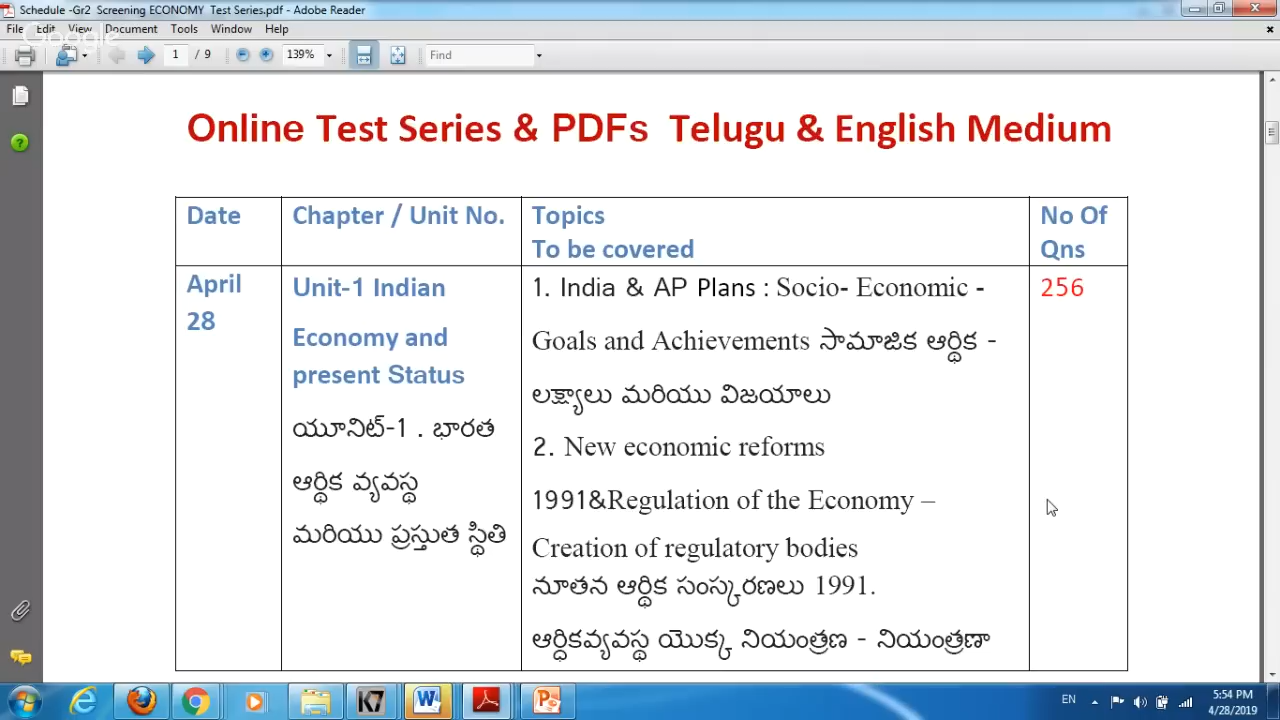 Schedule -Gr2 Screening ECONOMY Test Series.pdf - Adobe Reader
File Edit View Document Tools Window Help
Google
1 / 9 139% Find
Online Test Series & PDFs Telugu & English Medium
Date
Chapter / Unit No.
Topics
To be covered
No Of
Qns
April
28
Unit-1 Indian
Economy and
present Status
యూనిట్-1 . భారత
ఆర్థిక వ్యవస్థ
మరియు ప్రస్తుత స్థితి
1. India & AP Plans : Socio- Economic -
Goals and Achievements సామాజిక ఆర్థిక -
లక్ష్యాలు మరియు విజయాలు
2. New economic reforms
1991&Regulation of the Economy –
Creation of regulatory bodies
నూతన ఆర్థిక సంస్కరణలు 1991.
ఆర్ధికవ్యవస్థ యొక్క నియంత్రణ - నియంత్రణా
256
EN
5:54 PM
4/28/2019